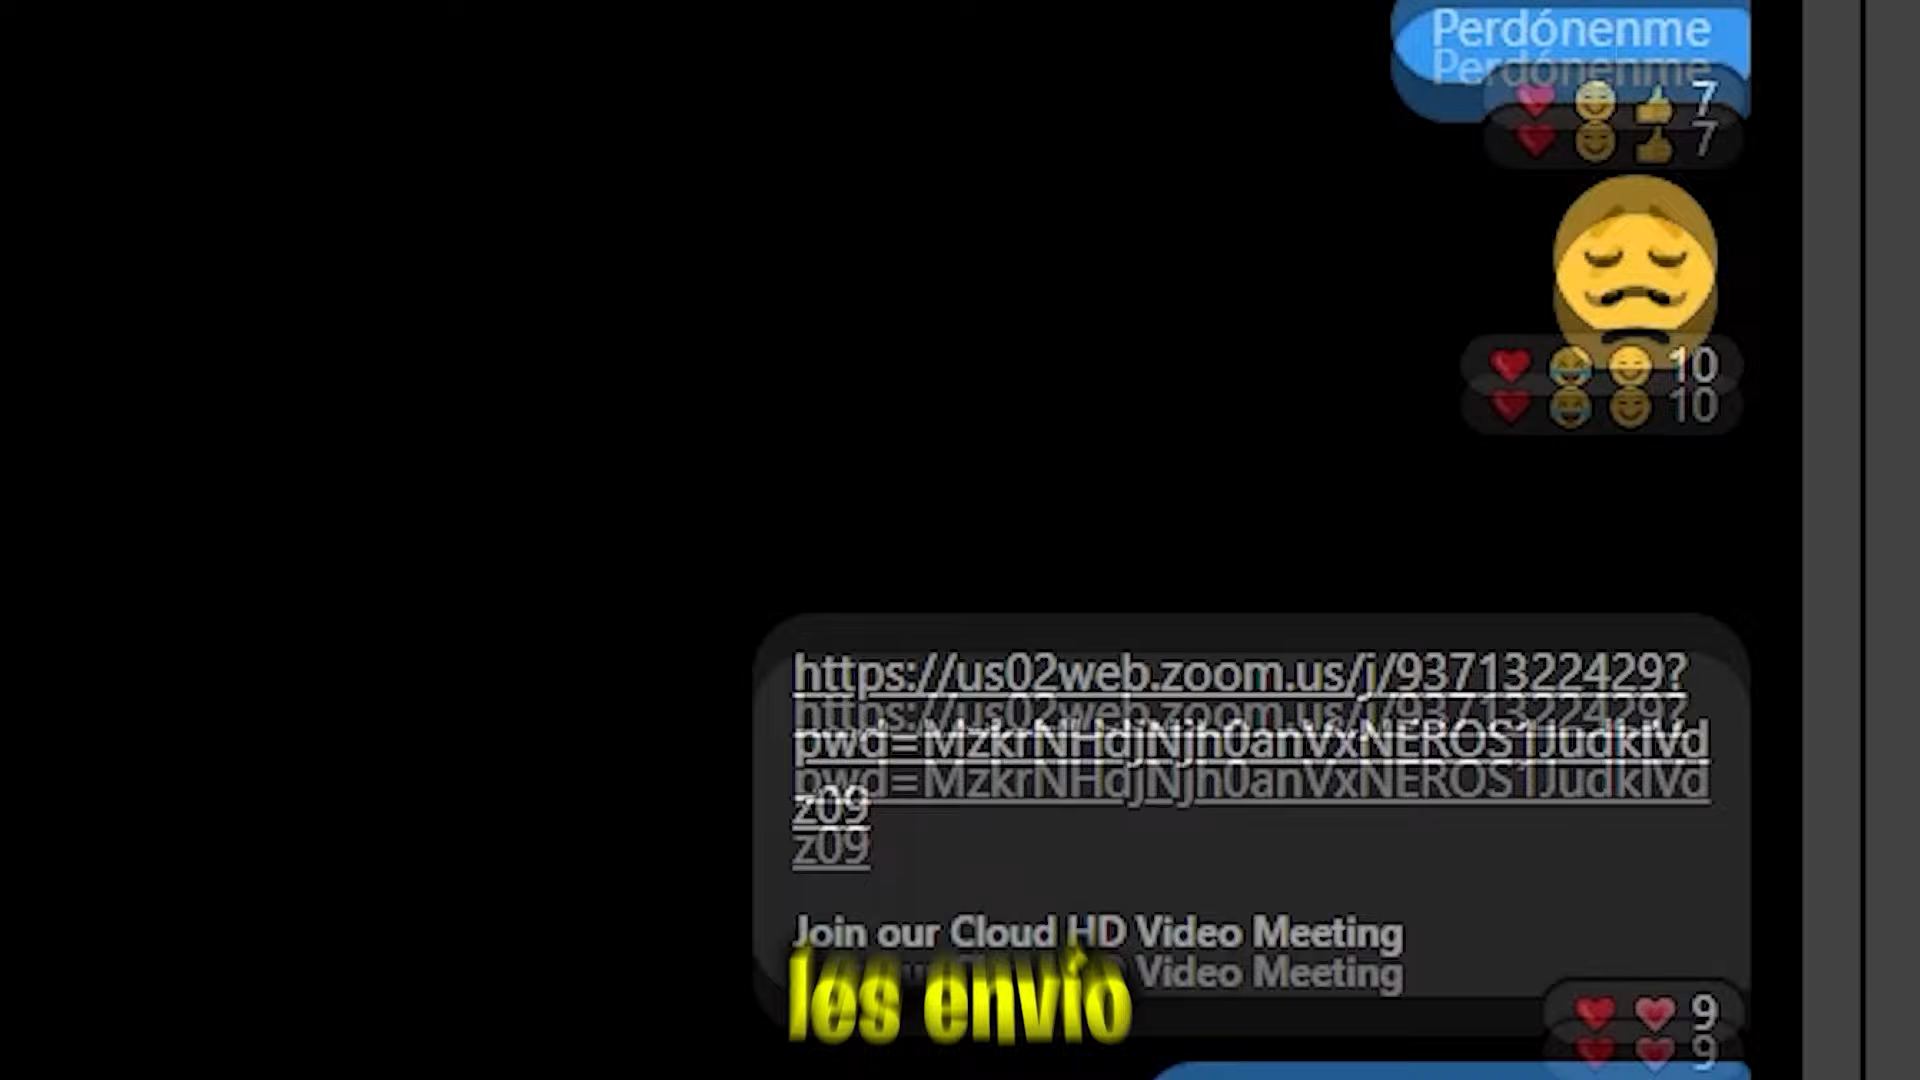 Perdónenme
7
10
https://us02web.zoom.us/j/9371322429?
pwd=MzkrNHdjNjh0anVxNEROS1JudkIVd
z09
Join our Cloud HD Video Meeting
les envío
9